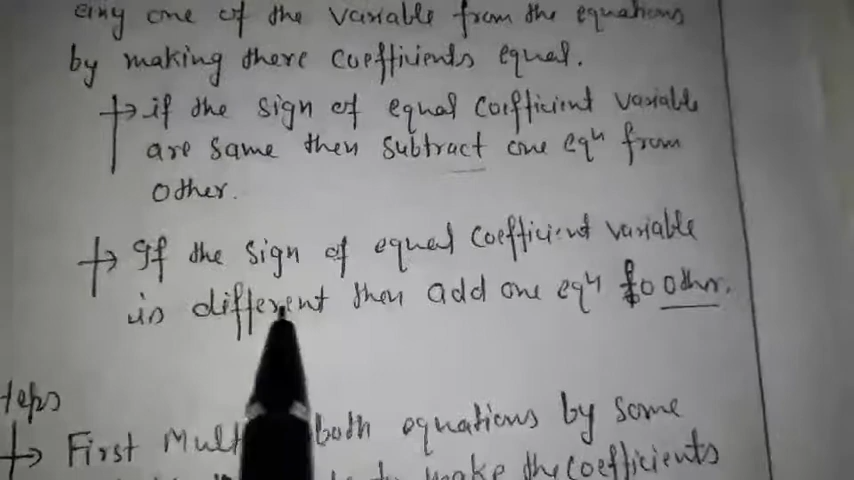 any one of the variable from the equations
by making there coefficients equal.
→ if the sign of equal coefficient variable
are same then subtract one eqⁿ from
other.
→ If the sign of equal coefficient variable
is different then add one eqⁿ to othr.
teps
→ First Mult both equations by some
make the coefficients